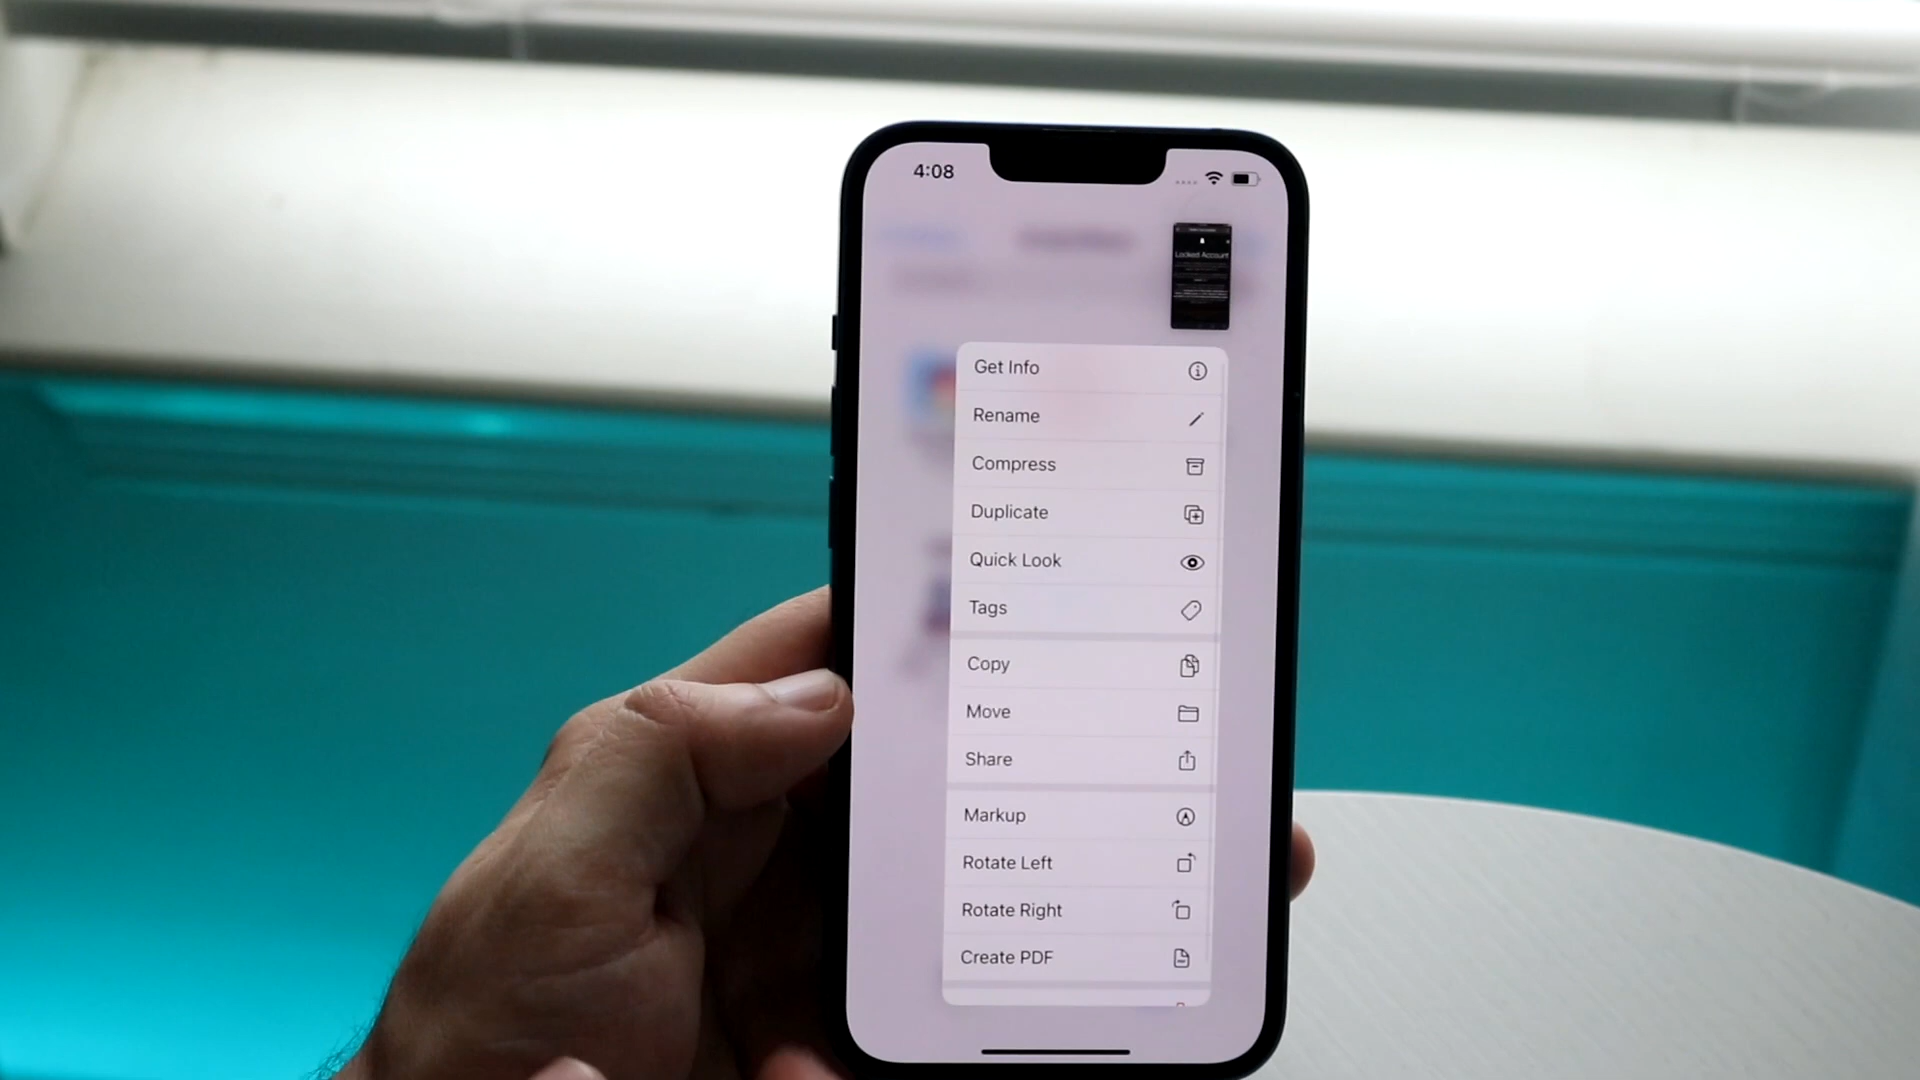 4:08
Locked Account
Get Info
Rename
Compress
Duplicate
Quick Look
Tags
Copy
Move
Share
Markup
Rotate Left
Rotate Right
Create PDF